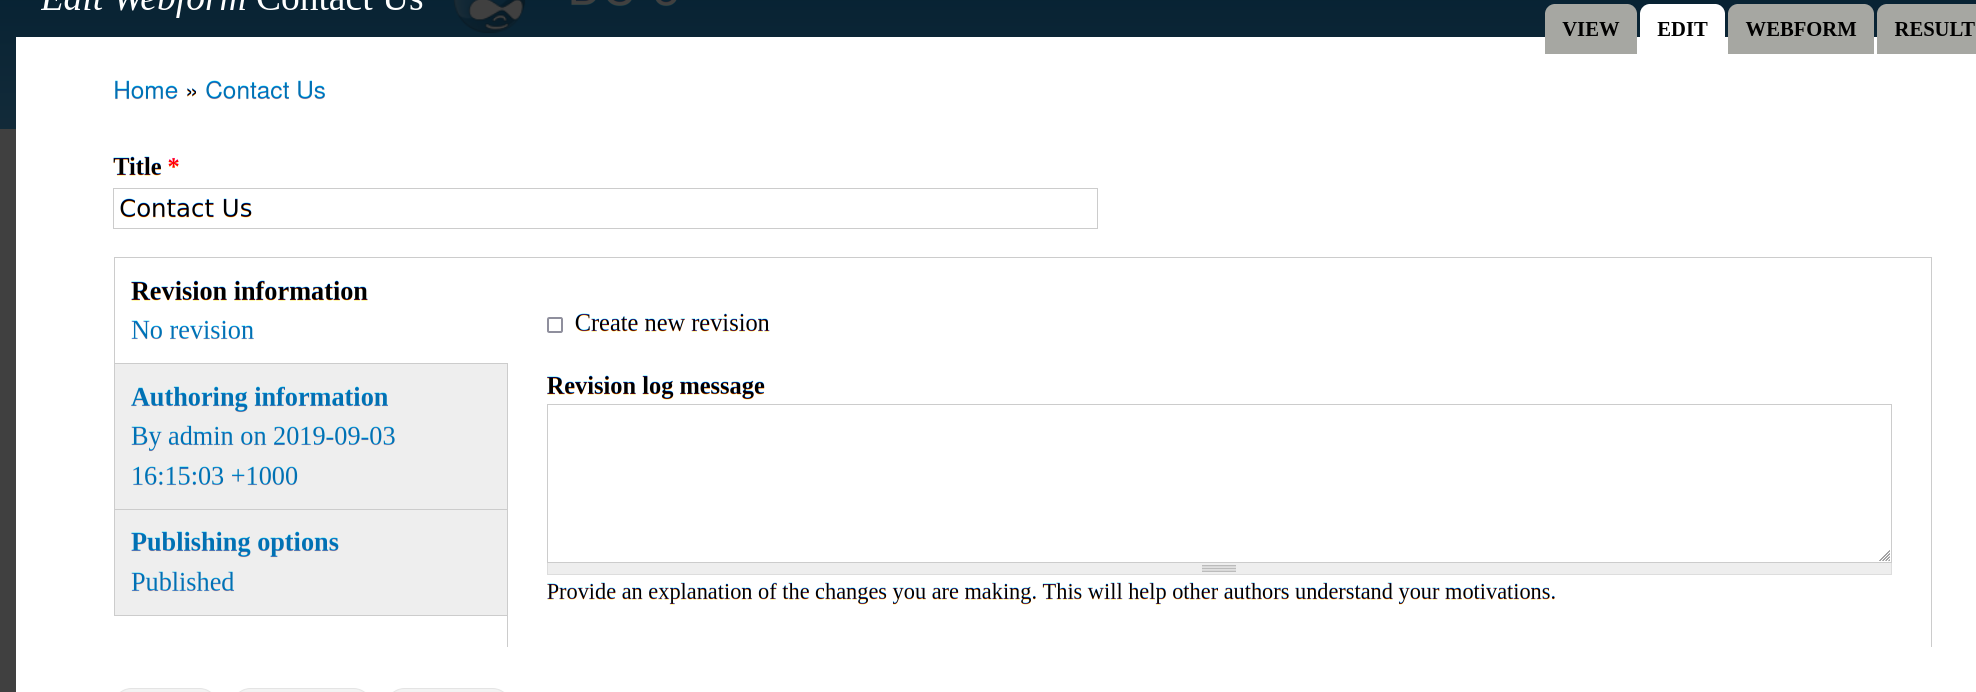 Edit Webform Contact Us
VIEW EDIT WEBFORM RESULT
Home » Contact Us
Title *
Contact Us
Revision information
No revision
Create new revision
Authoring information
By admin on 2019-09-03
16:15:03 +1000
Publishing options
Published
Revision log message
Provide an explanation of the changes you are making. This will help other authors understand your motivations.